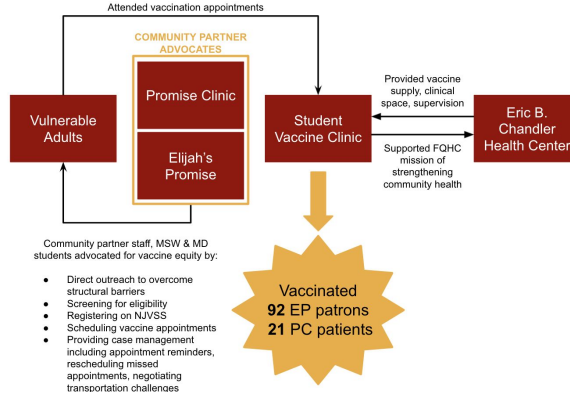 Attended vaccination appointments
COMMUNITY PARTNER
ADVOCATES
Vulnerable
Adults
Promise Clinic
Elijah's
Promise
Student
Vaccine Clinic
Provided vaccine
supply, clinical
space, supervision
Supported FQHC
mission of
strengthening
community health
Eric B.
Chandler
Health Center
Community partner staff, MSW & MD
students advocated for vaccine equity by:
● Direct outreach to overcome
structural barriers
● Screening for eligibility
● Registering on NJVSS
● Scheduling vaccine appointments
● Providing case management
including appointment reminders,
rescheduling missed
appointments, negotiating
transportation challenges
Vaccinated
92 EP patrons
21 PC patients